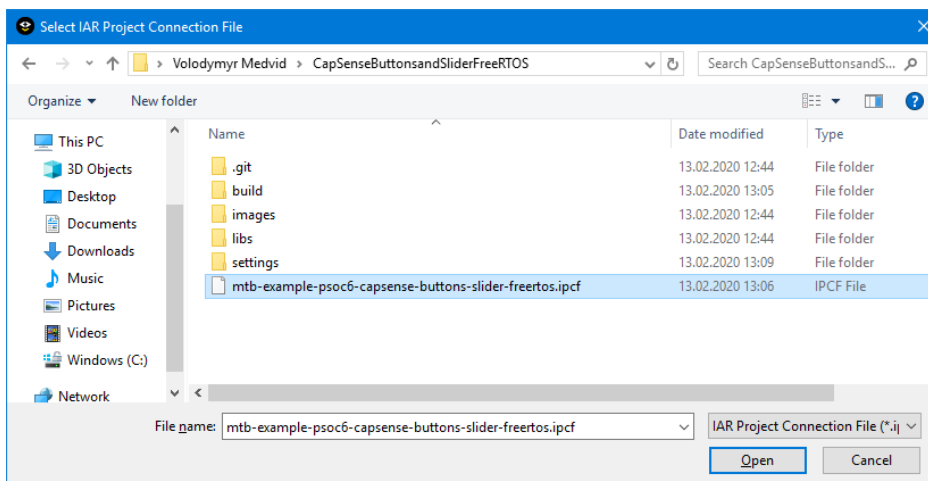 Select IAR Project Connection File
Volodymyr Medvid > CapSenseButtonsandSliderFreeRTOS
Search CapSenseButtonsandS...
Organize
New folder
This PC
3D Objects
Desktop
Documents
Downloads
Music
Pictures
Videos
Windows (C:)
Network
Name Date modified Type
.git 13.02.2020 12:44 File folder
build 13.02.2020 13:05 File folder
images 13.02.2020 12:44 File folder
libs 13.02.2020 12:44 File folder
settings 13.02.2020 13:09 File folder
mtb-example-psoc6-capsense-buttons-slider-freertos.ipcf 13.02.2020 13:06 IPCF File
File name: mtb-example-psoc6-capsense-buttons-slider-freertos.ipcf
IAR Project Connection File (*.ip
Open Cancel